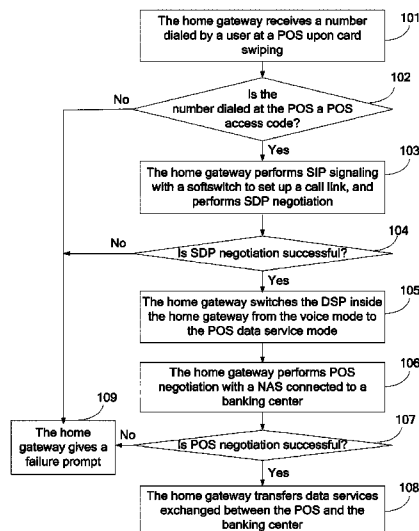 The home gateway receives a number
dialed by a user at a POS upon card
swiping
101
102
Is the
number dialed at the POS a POS
access code?
No
Yes
103
The home gateway performs SIP signaling
with a softswitch to set up a call link, and
performs SDP negotiation
104
No
Is SDP negotiation successful?
Yes
105
The home gateway switches the DSP inside
the home gateway from the voice mode to
the POS data service mode
106
The home gateway performs POS
negotiation with a NAS connected to a
banking center
109
107
The home
gateway gives a
failure prompt
No
Is POS negotiation successful?
Yes
108
The home gateway transfers data services
exchanged between the POS and the
banking center